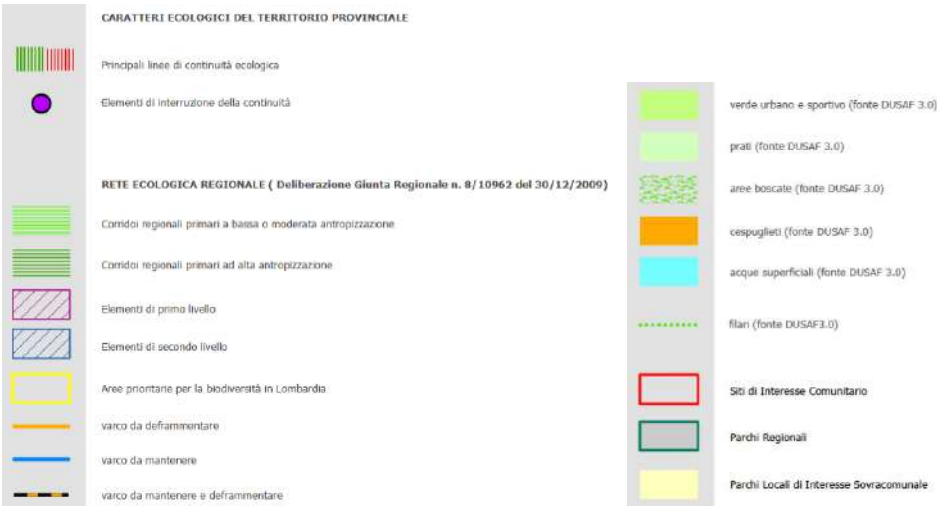 CARATTERI ECOLOGICI DEL TERRITORIO PROVINCIALE
Principali linee di continuità ecologica
Elementi di interruzione della continuità
RETE ECOLOGICA REGIONALE ( Deliberazione Giunta Regionale n. 8/10962 del 30/12/2009)
Corridoi regionali primari a bassa o moderata antropizzazione
Corridoi regionali primari ad alta antropizzazione
Elementi di primo livello
Elementi di secondo livello
Aree prioritarie per la biodiversità in Lombardia
varco da deframmentare
varco da mantenere
varco da mantenere e deframmentare
verde urbano e sportivo (fonte DUSAF 3.0)
prati (fonte DUSAF 3.0)
aree boscate (fonte DUSAF 3.0)
cespuglieti (fonte DUSAF 3.0)
acque superficiali (fonte DUSAF 3.0)
filari (fonte DUSAF3.0)
Siti di Interesse Comunitario
Parchi Regionali
Parchi Locali di Interesse Sovracomunale